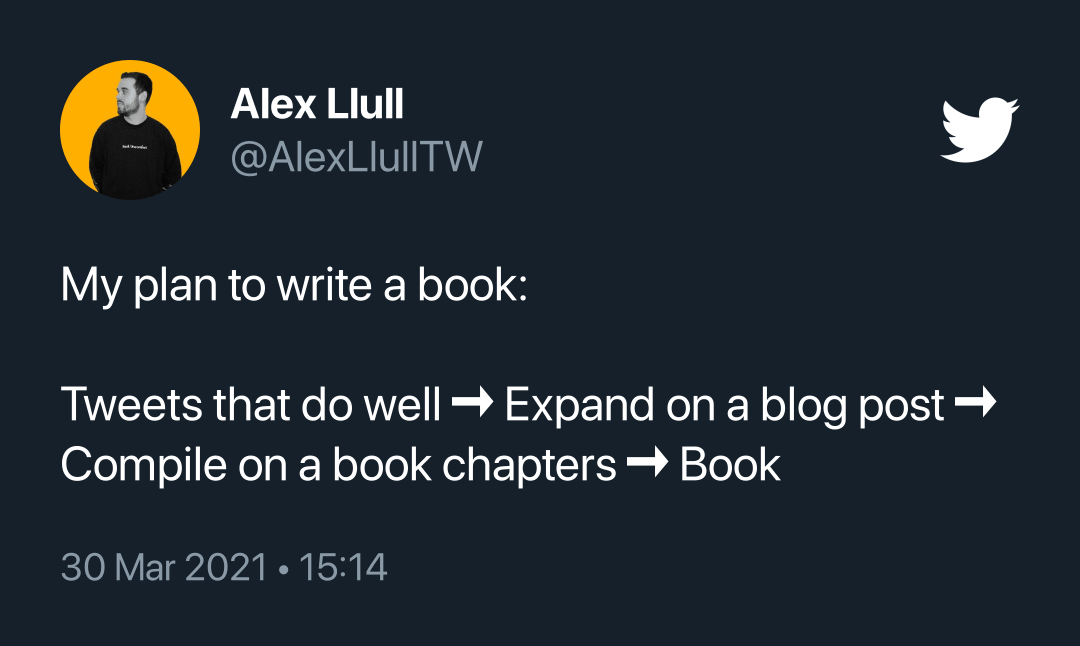 Alex Llull
@AlexLlullTW
My plan to write a book:
Tweets that do well ➞ Expand on a blog post ➞
Compile on a book chapters ➞ Book
30 Mar 2021 • 15:14